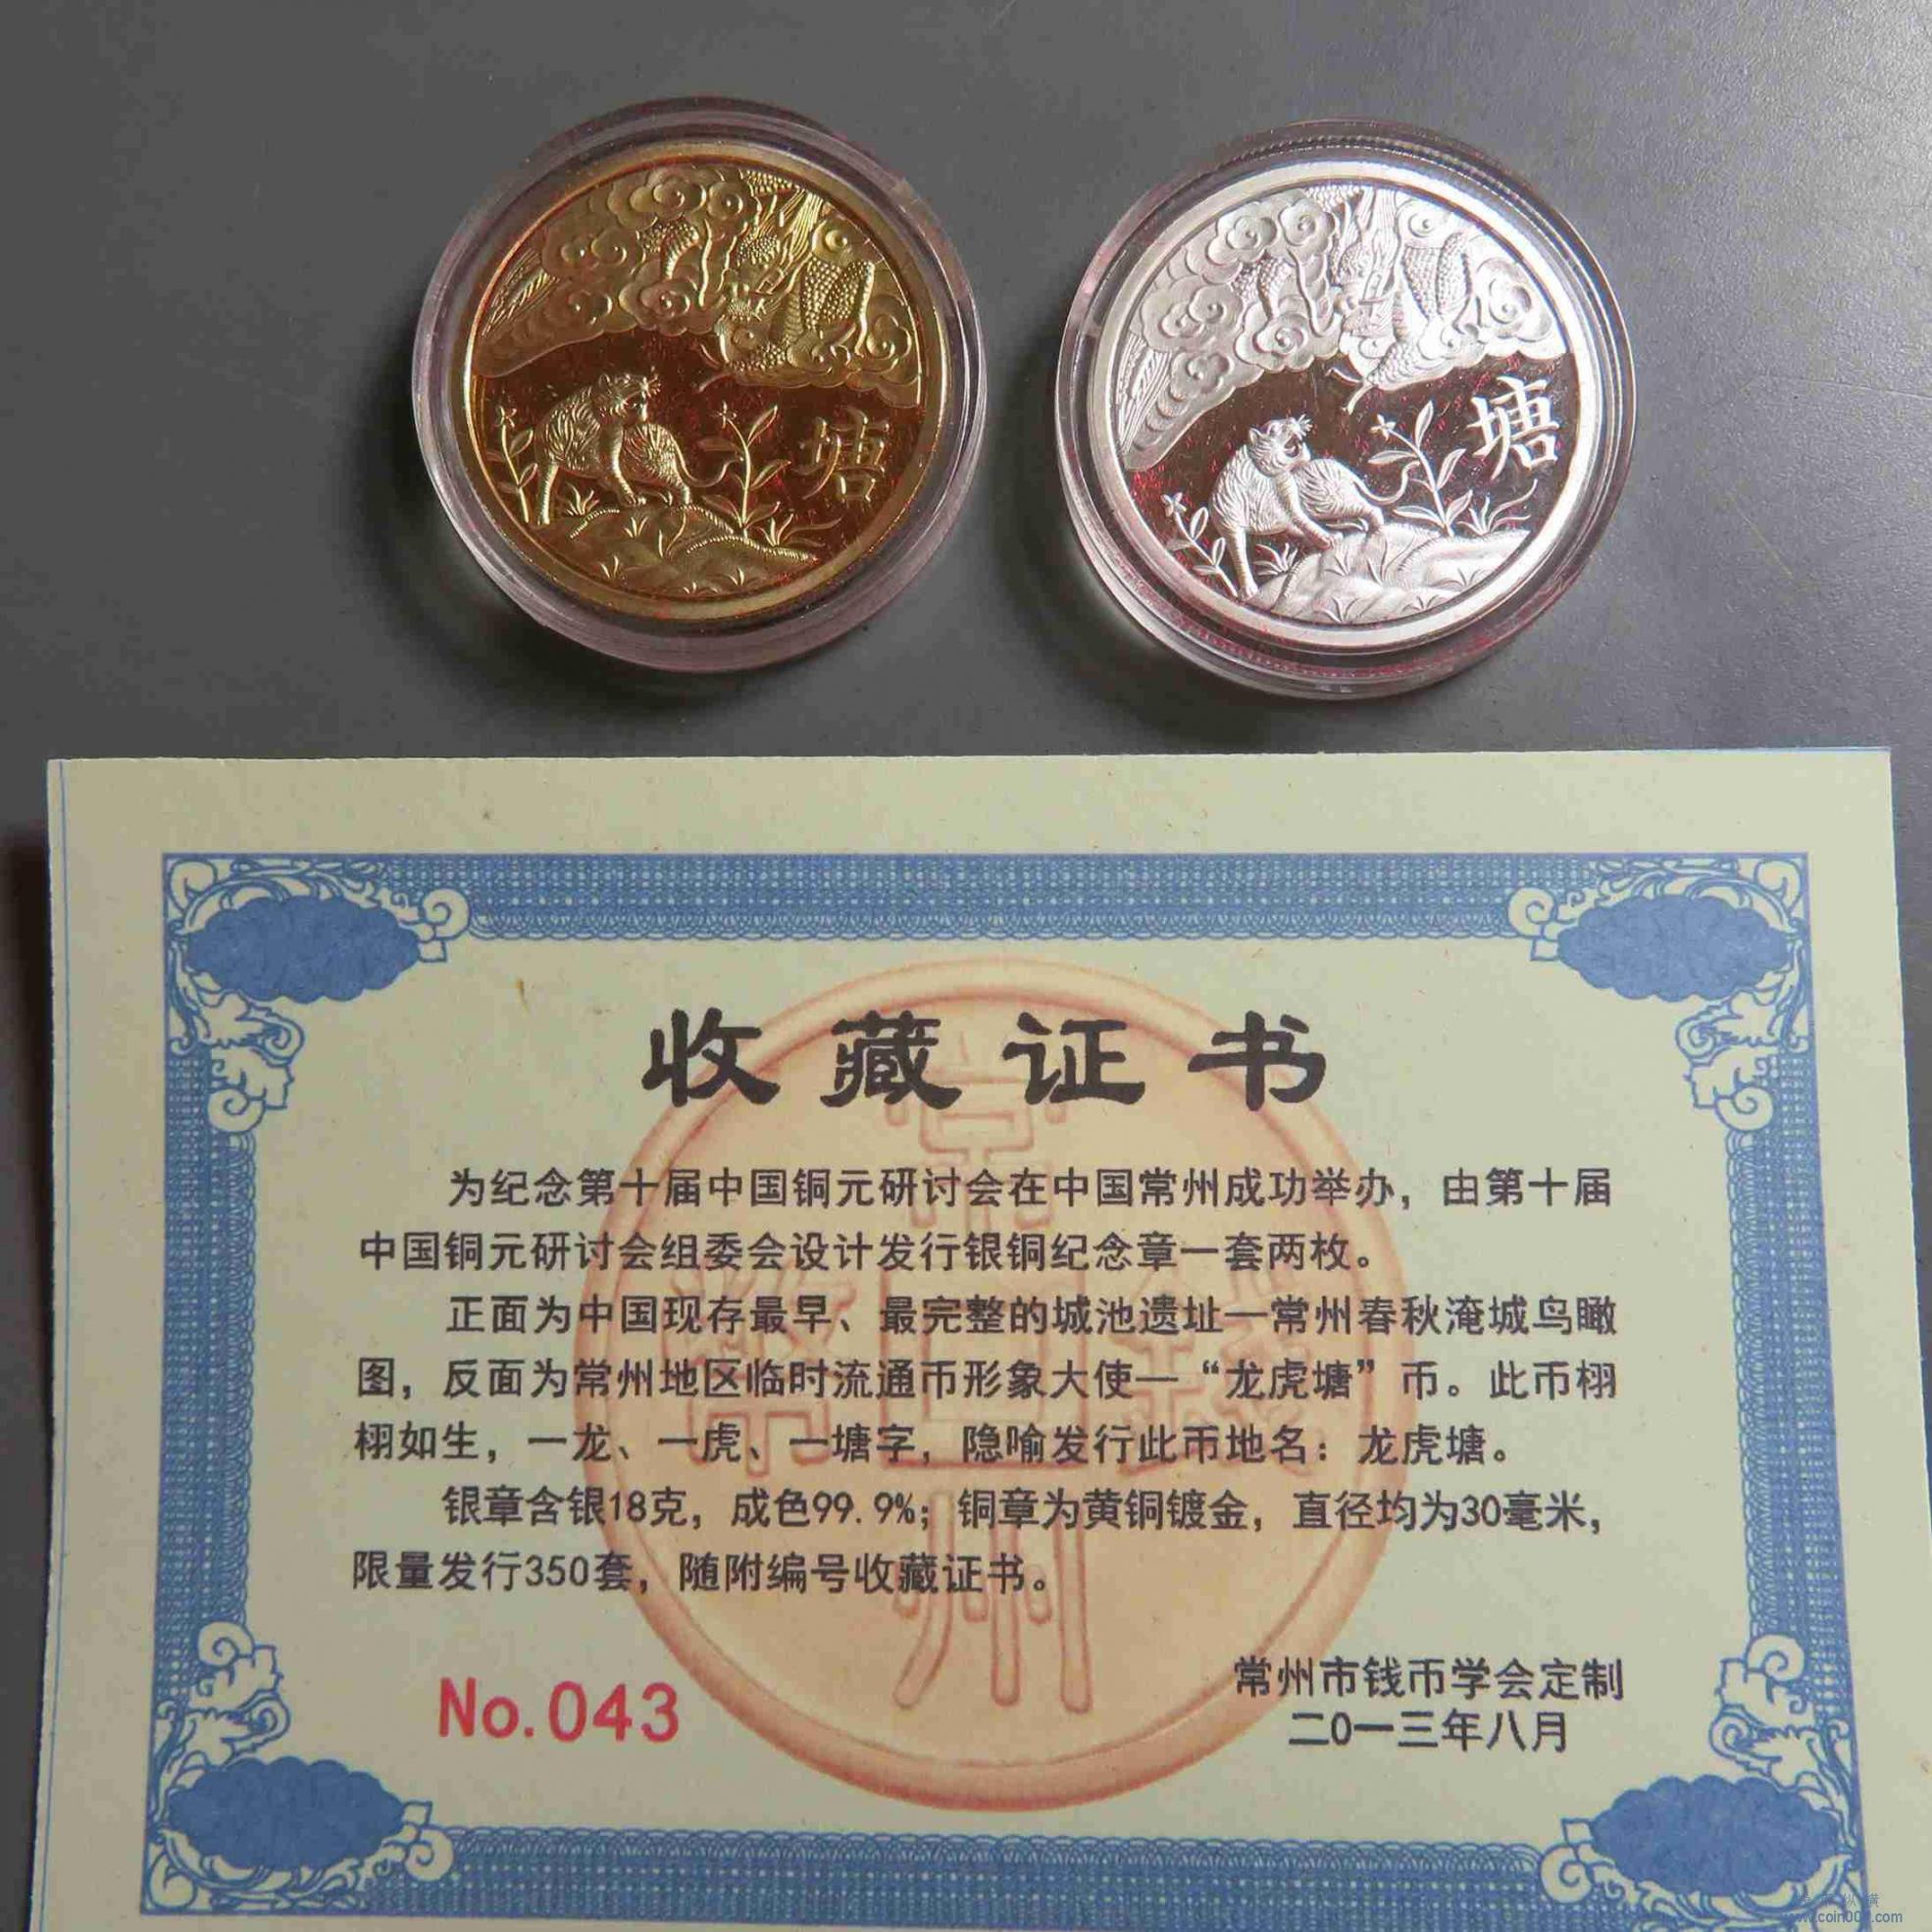 塘
塘
收藏证书
为纪念第十届中国铜元研讨会在中国常州成功举办，由第十届
中国铜元研讨会组委会设计发行银铜纪念章一套两枚。
正面为中国现存最早、最完整的城池遗址—常州春秋淹城鸟瞰
图，反面为常州地区临时流通币形象大使—“龙虎塘”币。此币栩
栩如生，一龙、一虎、一塘字，隐喻发行此币地名：龙虎塘。
银章含银18克，成色99.9%；铜章为黄铜镀金，直径均为30毫米，
限量发行350套，随附编号收藏证书。
No.043
常州市钱币学会定制
二0一三年八月